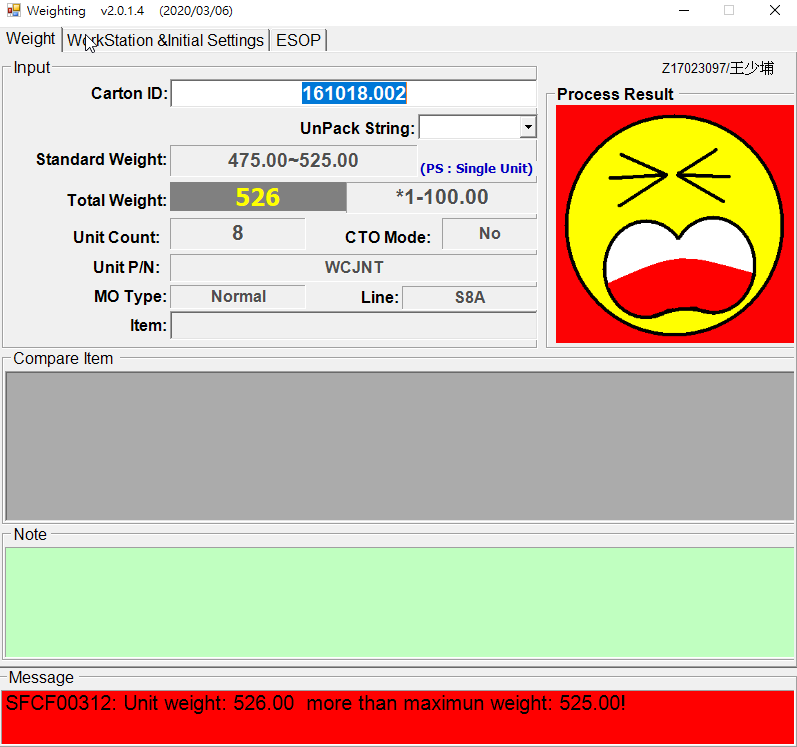 Weighting v2.0.1.4 (2020/03/06)
Weight WorkStation &Initial Settings ESOP
Input
Z17023097/王少埔
Carton ID: 161018.002
Process Result
UnPack String:
Standard Weight: 475.00~525.00 (PS : Single Unit)
Total Weight: 526 *1-100.00
Unit Count: 8 CTO Mode: No
Unit P/N: WCJNT
MO Type: Normal Line: S8A
Item:
Compare Item
Note
Message
SFCF00312: Unit weight: 526.00 more than maximun weight: 525.00!